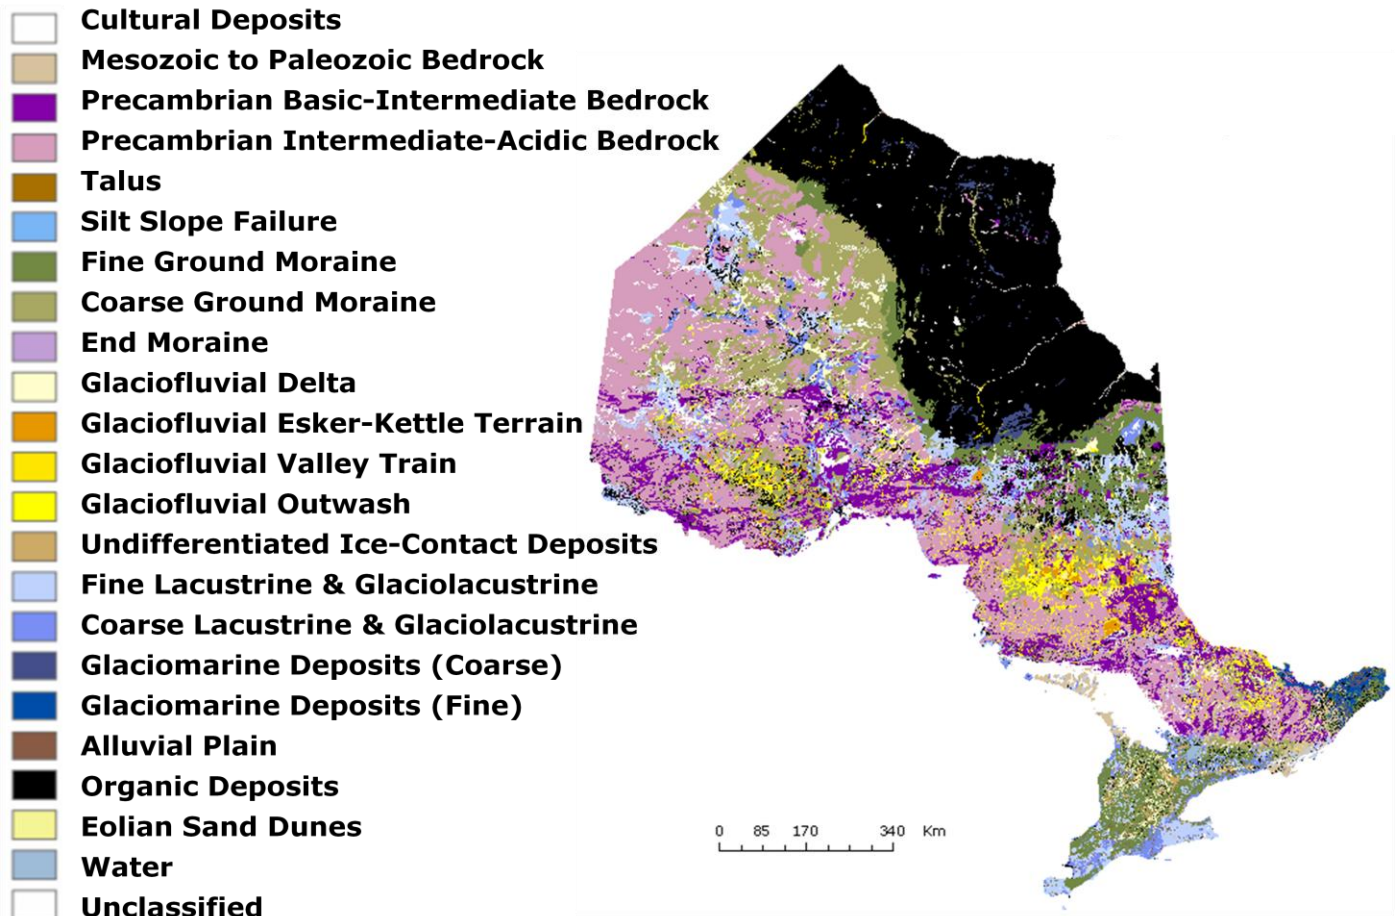 Cultural Deposits
Mesozoic to Paleozoic Bedrock
Precambrian Basic-Intermediate Bedrock
Precambrian Intermediate-Acidic Bedrock
Talus
Silt Slope Failure
Fine Ground Moraine
Coarse Ground Moraine
End Moraine
Glaciofluvial Delta
Glaciofluvial Esker-Kettle Terrain
Glaciofluvial Valley Train
Glaciofluvial Outwash
Undifferentiated Ice-Contact Deposits
Fine Lacustrine & Glaciolacustrine
Coarse Lacustrine & Glaciolacustrine
Glaciomarine Deposits (Coarse)
Glaciomarine Deposits (Fine)
Alluvial Plain
Organic Deposits
Eolian Sand Dunes
Water
Unclassified
0 85 170 340 Km